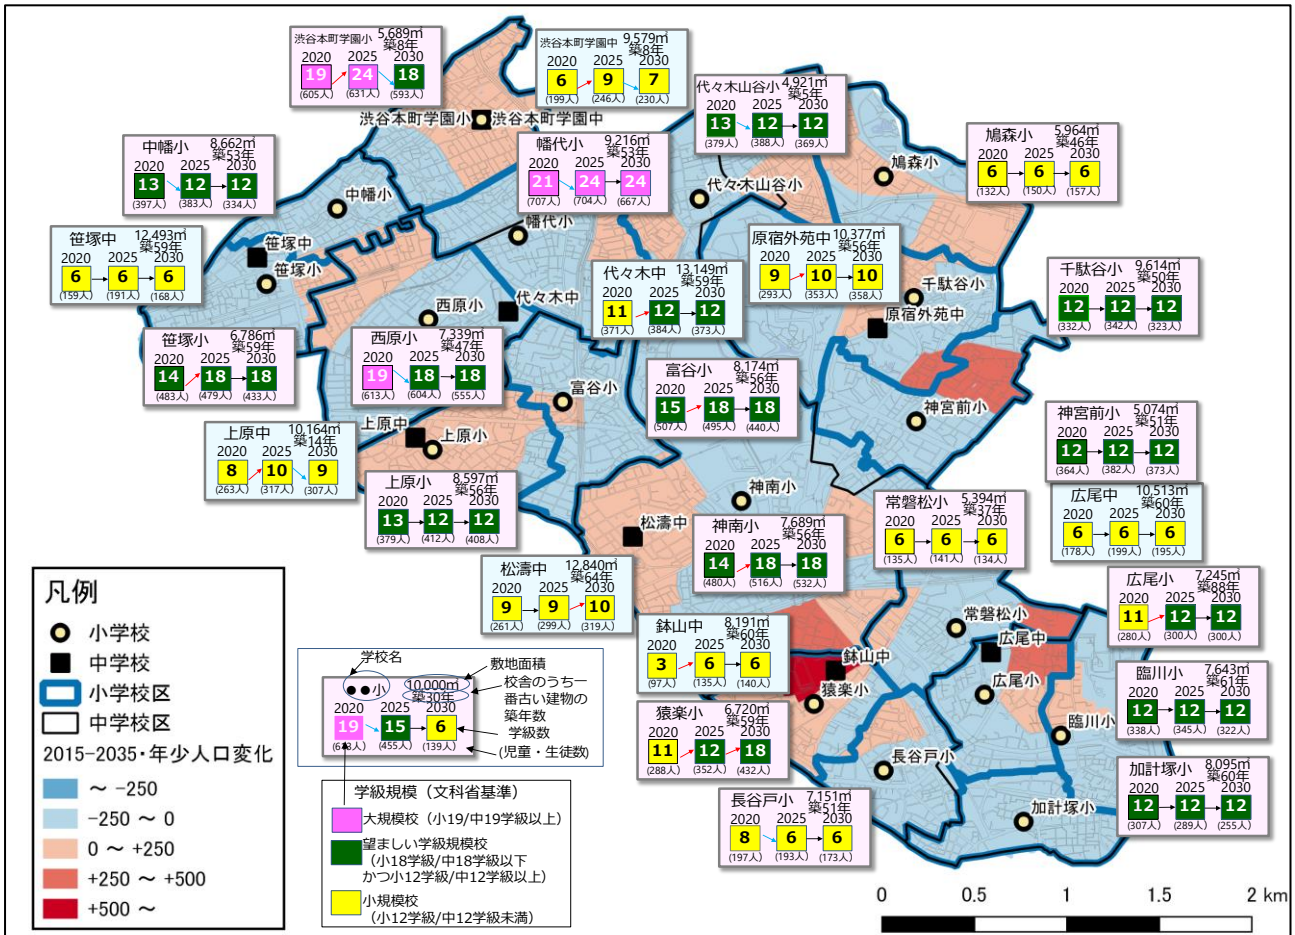 渋谷本町学園小 5,689㎡
築8年
2020 2025 2030
19 24 18
(605人) (631人) (593人)
渋谷本町学園中 9,579㎡
築8年
2020 2025 2030
6 9 7
(199人) (246人) (230人)
代々木山谷小 4,921㎡
築5年
2020 2025 2030
13 12 12
(379人) (388人) (369人)
鳩森小 5,964㎡
築46年
2020 2025 2030
6 6 6
(132人) (150人) (157人)
中幡小 8,662㎡
築53年
2020 2025 2030
13 12 12
(397人) (383人) (334人)
幡代小 9,216㎡
築53年
2020 2025 2030
21 24 24
(707人) (704人) (667人)
笹塚中 12,493㎡
築59年
2020 2025 2030
6 6 6
(159人) (191人) (168人)
原宿外苑中 10,377㎡
築56年
2020 2025 2030
9 10 10
(293人) (353人) (358人)
代々木中 13,149㎡
築59年
2020 2025 2030
11 12 12
(371人) (384人) (373人)
千駄谷小 9,614㎡
築50年
2020 2025 2030
12 12 12
(332人) (342人) (323人)
笹塚小 6,786㎡
築59年
2020 2025 2030
14 18 18
(483人) (479人) (433人)
西原小 7,339㎡
築47年
2020 2025 2030
19 18 18
(613人) (604人) (555人)
富谷小 8,174㎡
築56年
2020 2025 2030
15 18 18
(507人) (495人) (440人)
神宮前小 5,074㎡
築51年
2020 2025 2030
12 12 12
(364人) (382人) (373人)
上原中 10,164㎡
築14年
2020 2025 2030
8 10 9
(263人) (317人) (307人)
上原小 8,597㎡
築56年
2020 2025 2030
13 12 12
(379人) (412人) (408人)
神南小 7,689㎡
築56年
2020 2025 2030
14 18 18
(480人) (516人) (532人)
常磐松小 5,394㎡
築37年
2020 2025 2030
6 6 6
(135人) (141人) (134人)
広尾中 10,513㎡
築60年
2020 2025 2030
6 6 6
(178人) (199人) (195人)
松濤中 12,840㎡
築64年
2020 2025 2030
9 9 10
(261人) (299人) (319人)
広尾小 7,245㎡
築88年
2020 2025 2030
11 12 12
(280人) (300人) (300人)
鉢山中 8,191㎡
築60年
2020 2025 2030
3 6 6
(97人) (135人) (140人)
臨川小 7,643㎡
築61年
2020 2025 2030
12 12 12
(338人) (345人) (322人)
猿楽小 6,720㎡
築59年
2020 2025 2030
11 12 18
(288人) (352人) (432人)
加計塚小 8,095㎡
築60年
2020 2025 2030
12 12 12
(307人) (289人) (255人)
長谷戸小 7,151㎡
築51年
2020 2025 2030
8 6 6
(197人) (193人) (173人)
渋谷本町学園小 渋谷本町学園中
中幡小
代々木山谷小
鳩森小
幡代小
笹塚中
笹塚小
西原小
代々木中
千駄谷小
原宿外苑中
富谷小
神宮前小
上原中
上原小
神南小
松濤中
常磐松小
広尾中
鉢山中
猿楽小
広尾小
臨川小
長谷戸小
加計塚小
凡例
小学校
中学校
小学校区
中学校区
2015-2035・年少人口変化
～ -250
-250 ～ 0
0 ～ +250
+250 ～ +500
+500 ～
学校名
敷地面積
校舎のうち一
番古い建物の
築年数
学級数
(児童・生徒数)
●●小 10,000㎡
築30年
2020 2025 2030
19 15 6
(455人) (139人)
学級規模（文科省基準）
大規模校（小19/中19学級以上）
望ましい学級規模校
（小18学級/中18学級以下
かつ小12学級/中12学級以上）
小規模校
（小12学級/中12学級未満）
0 0.5 1 1.5 2 km